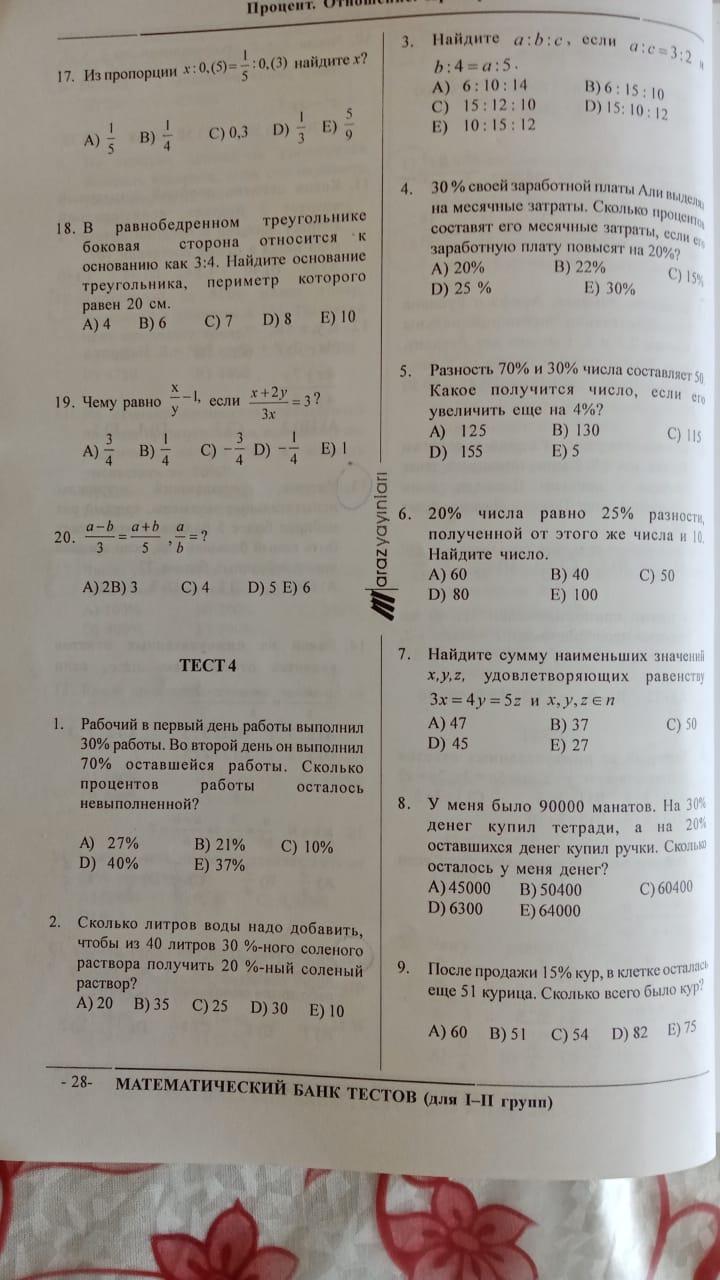 Процент. Отношение.
17. Из пропорции x : 0,(5) = 1/5 : 0,(3) найдите x?
A) 1/5 B) 1/4 C) 0,3 D) 1/3 E) 5/9
18. В равнобедренном треугольнике
боковая сторона относится к
основанию как 3:4. Найдите основание
треугольника, периметр которого
равен 20 см.
A) 4 B) 6 C) 7 D) 8 E) 10
19. Чему равно x/y −1, если (x+2y)/3x = 3?
A) 3/4 B) 1/4 C) −3/4 D) −1/4 E) 1
20. (a−b)/3 = (a+b)/5 , a/b = ?
A) 2B) 3 C) 4 D) 5 E) 6
ТЕСТ 4
1. Рабочий в первый день работы выполнил
30% работы. Во второй день он выполнил
70% оставшейся работы. Сколько
процентов работы осталось
невыполненной?
A) 27% B) 21% C) 10%
D) 40% E) 37%
2. Сколько литров воды надо добавить,
чтобы из 40 литров 30 %-ного соленого
раствора получить 20 %-ный соленый
раствор?
A) 20 B) 35 C) 25 D) 30 E) 10
3. Найдите a : b : c, если a : c = 3 : 2 и
b : 4 = a : 5.
A) 6 : 10 : 14 B) 6 : 15 : 10
C) 15 : 12 : 10 D) 15: 10 : 12
E) 10 : 15 : 12
4. 30 % своей заработной платы Али
на месячные затраты. Сколько
составят его месячные затраты, если
заработную плату повысят на 20%?
A) 20% B) 22% C) 15%
D) 25 % E) 30%
5. Разность 70% и 30% числа составляет 50.
Какое получится число, если его
увеличить еще на 4%?
A) 125 B) 130 C) 115
D) 155 E) 5
6. 20% числа равно 25% разности,
полученной от этого же числа и 10.
Найдите число.
A) 60 B) 40 C) 50
D) 80 E) 100
7. Найдите сумму наименьших значений
x,y,z, удовлетворяющих равенству
3x = 4y = 5z и x, y, z ∈ n
A) 47 B) 37 C) 50
D) 45 E) 27
8. У меня было 90000 манатов. На 30%
денег купил тетради, а на 20%
оставшихся денег купил ручки. Сколько
осталось у меня денег?
A) 45000 B) 50400 C) 60400
D) 6300 E) 64000
9. После продажи 15% кур, в клетке осталась
еще 51 курица. Сколько всего было кур?
A) 60 B) 51 C) 54 D) 82 E) 75
arazyayınları
- 28- МАТЕМАТИЧЕСКИЙ БАНК ТЕСТОВ (для I–II групп)